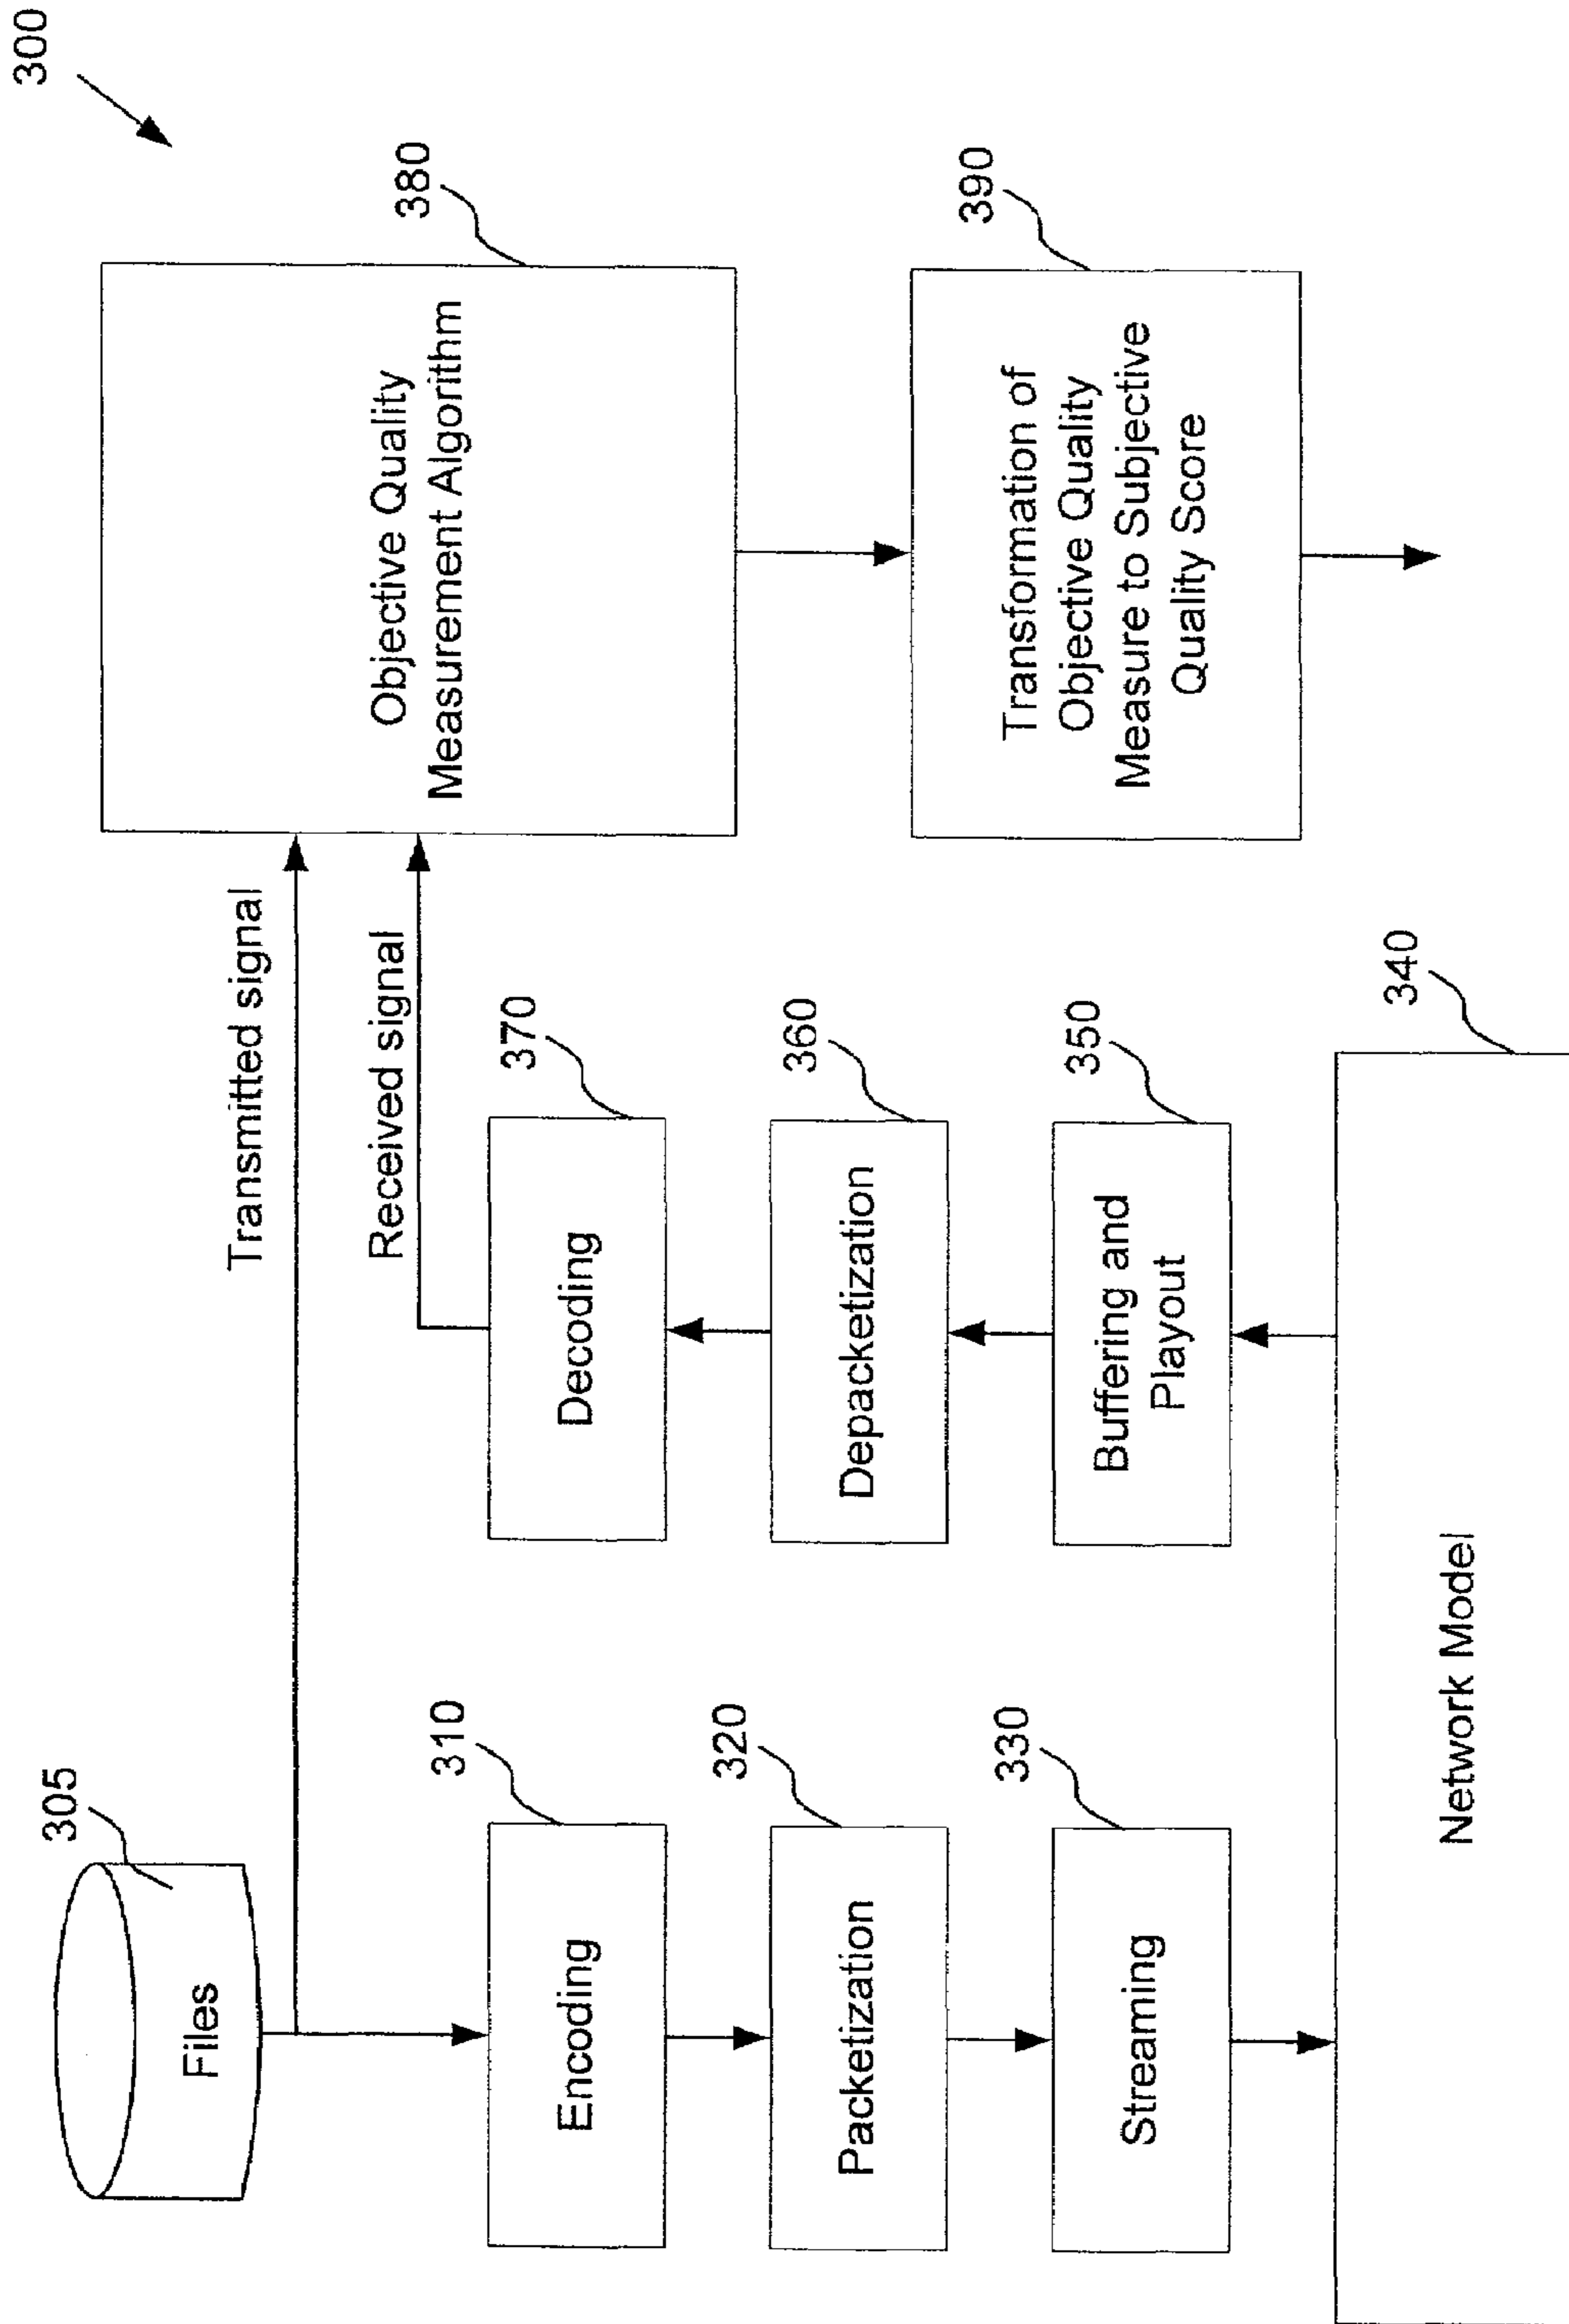 300
305
Files
Transmitted signal
Received signal
310
Encoding
370
Decoding
380
Objective Quality
Measurement Algorithm
320
Packetization
360
Depacketization
330
Streaming
350
Buffering and
Playout
390
Transformation of
Objective Quality
Measure to Subjective
Quality Score
340
Network Model